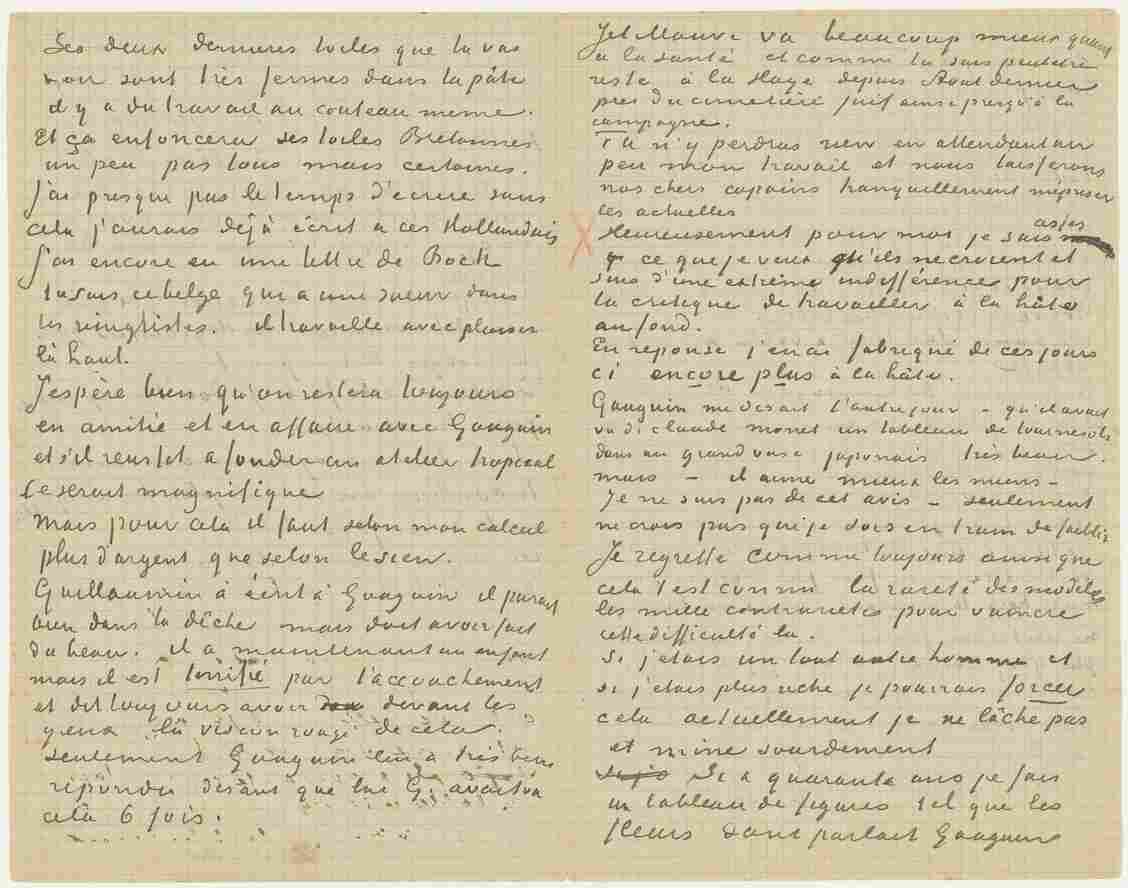 Les deux dernieres toiles que tu vas
voir sont très fermes dans la pâte
il y a du travail au couteau meme.
Et ça enfoncera ses toiles Bretonnes
un peu pas tous mais certaines.
J'ai presque pas le temps d'écrire sans
cela j'aurais déjà écrit a ces Hollandais
J'ai encore eu une lettre de Boch
tu sais ce belge qui a une soeur dans
les vingtistes. il travaille avec plaisir
là haut.
J'espère bien qu'on restera toujours
en amitié et en affaire avec Gauguin
et s'il reussit a fonder un atelier tropical
ce serait magnifique
Mais pour cela il faut selon mon calcul
plus d'argent que selon le sien.
Guillaumin à écrit à Gauguin il parait
bien dans la dêche mais doit avoir fait
du beau. il a maintenant un enfant
mais il est terrifié par l'accouchement
et dit toujours avoir devant les
yeux la vision rouge de cela.
seulement Gauguin lui a très bien
répondu disant que lui G. avait vu
cela 6 fois.
Jet Mauve va beaucoup mieux quant
à la santé et comme tu sais peutetre
reste à la Haye depuis Aout dernier
près du cimetière juif ainsi presqu'à la
campagne.
Tu n'y perdras rien en attendant un
peu mon travail et nous laisserons
nos chers copains tranquillement mépriser
les actuelles
Heureusement pour moi je sais assez
ce que je veux qu'ils ne croient et
suis d'une extrême indifférence pour
la critique de travailler à la hâte
au fond.
En reponse j'en ai fabriqué de ces jours
ci encore plus à la hâte.
Gauguin me disait l'autre jour – qu'il avait
vu de claude monet un tableau de tournesols
dans un grand vase japonais très beau.
mais – il aime mieux les miens –
Je ne suis pas de cet avis – seulement
ne crois pas que je sois en train de faiblir
Je regrette comme toujours ainsi que
cela t'est connu la rareté des modèles
les mille contrariétés pour vaincre
cette difficulté là.
Si j'etais un tout autre homme et
si j'etais plus riche je pourrais forcer
cela actuellement je ne lâche pas
et mine sourdement
Si a quarante ans je fais
un tableau de figures tel que les
fleurs dont parlait Gauguin